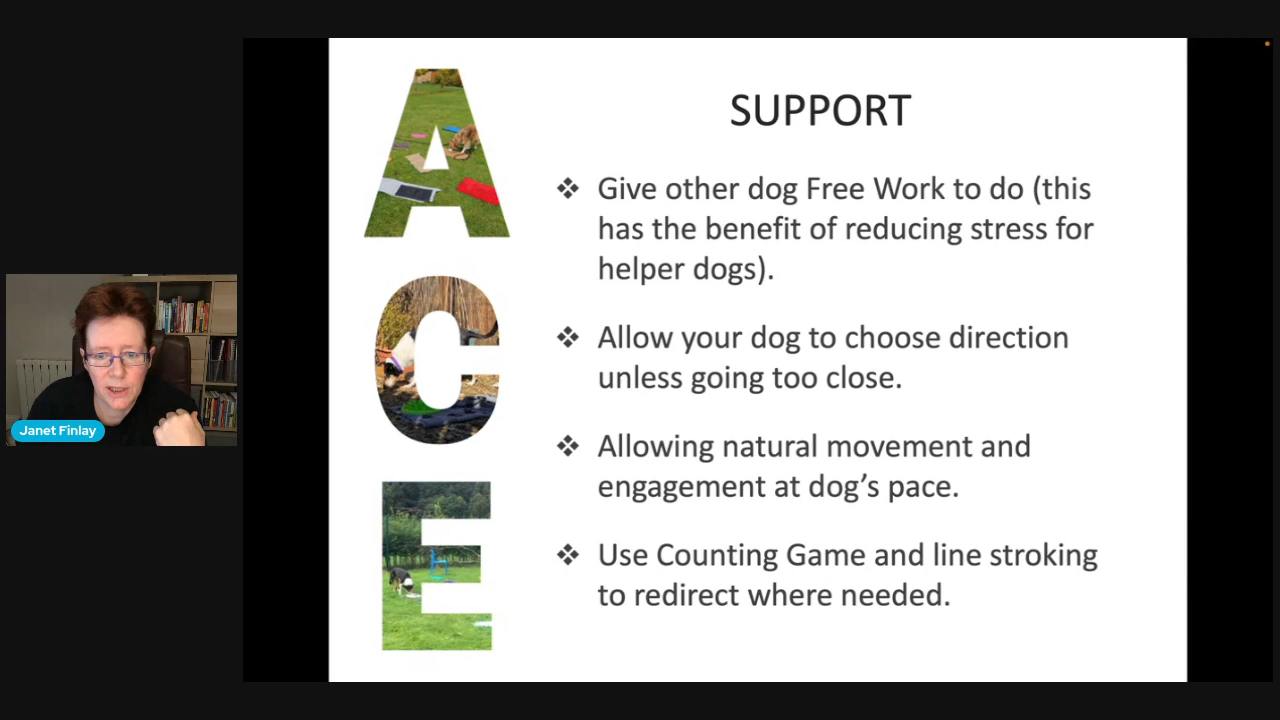 A
SUPPORT
Give other dog Free Work to do (this
has the benefit of reducing stress for
helper dogs).
C
Allow your dog to choose direction
unless going too close.
Allowing natural movement and
engagement at dog's pace.
E
Use Counting Game and line stroking
to redirect where needed.
Janet Finlay